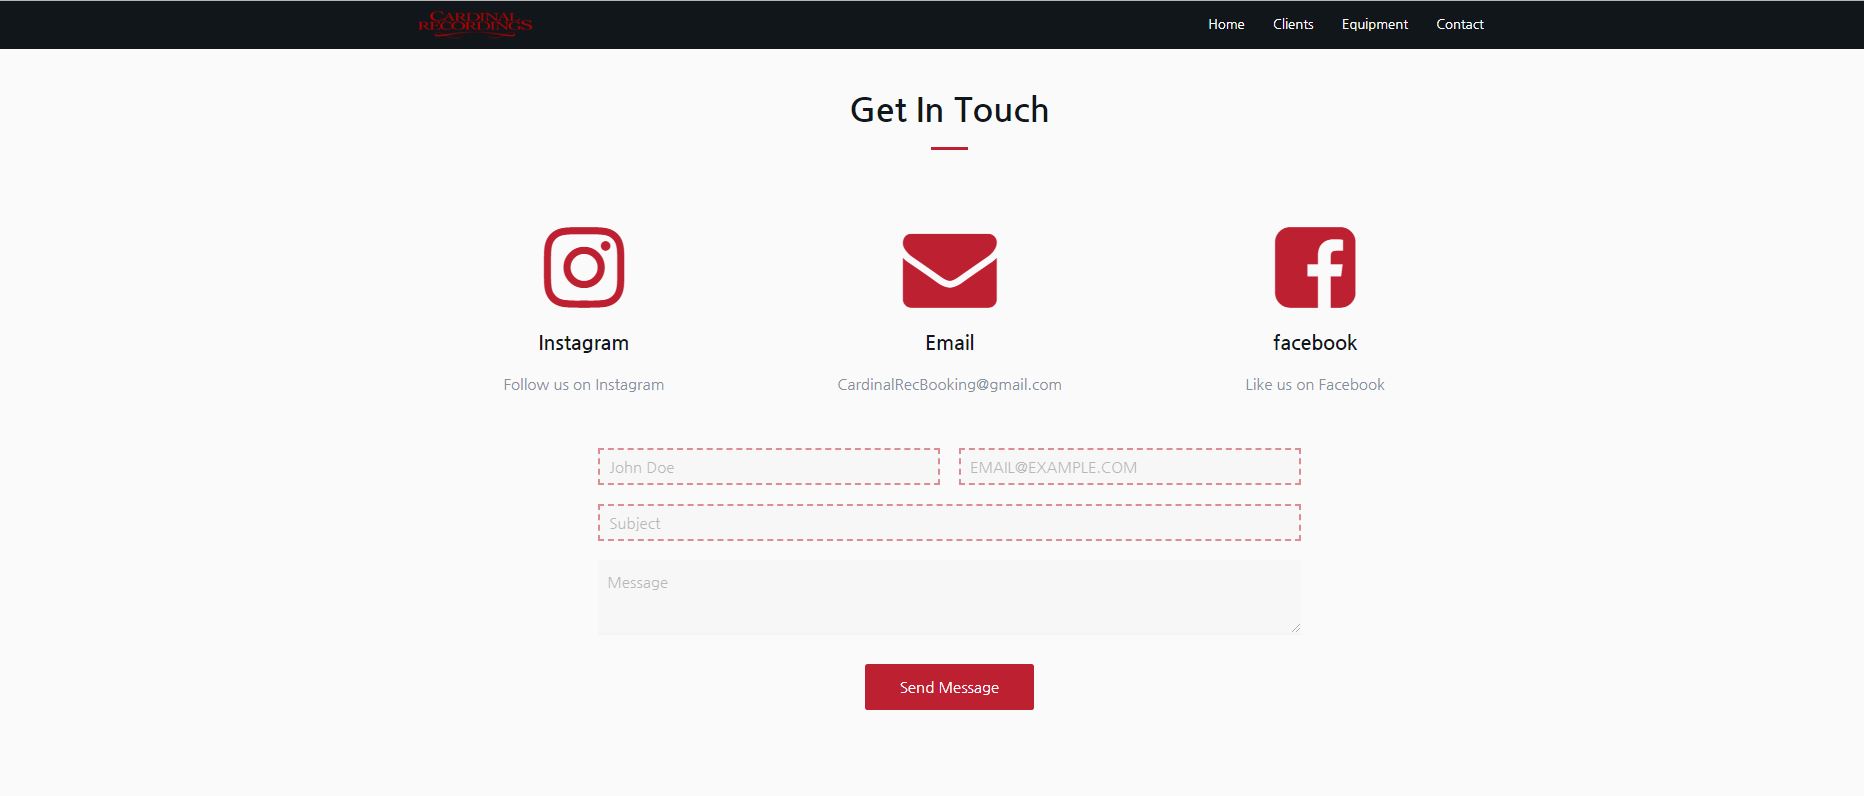 CARDINAL
RECORDINGS
Home Clients Equipment Contact
Get In Touch
Instagram
Follow us on Instagram
Email
CardinalRecBooking@gmail.com
facebook
Like us on Facebook
John Doe
EMAIL@EXAMPLE.COM
Subject
Message
Send Message